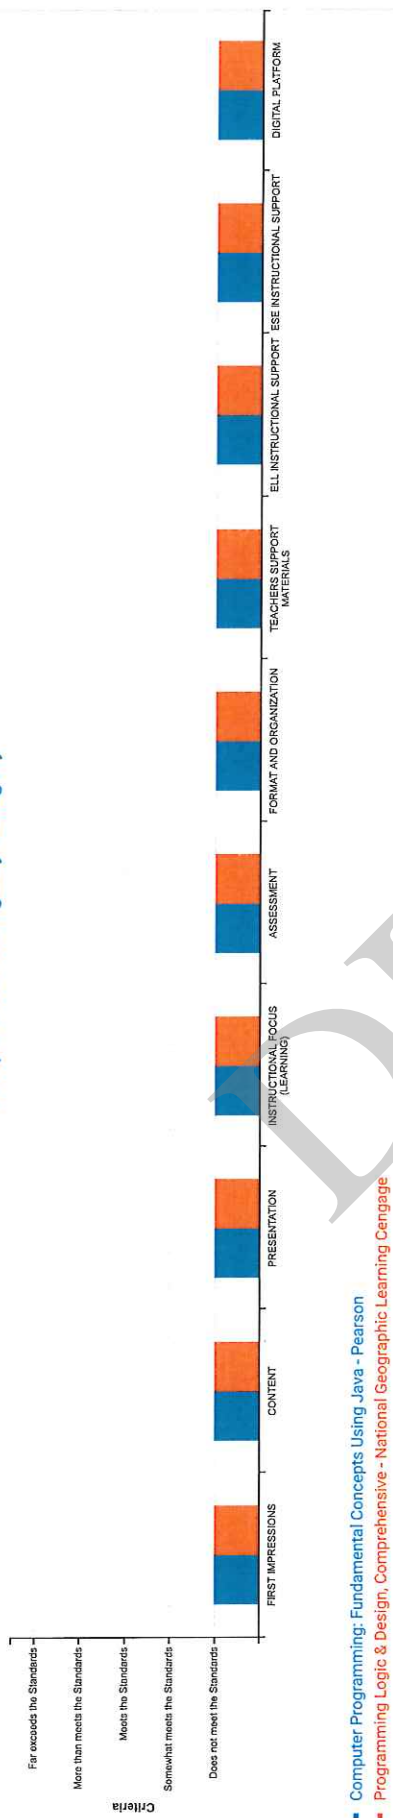 Criteria
Far exceeds the Standards
More than meets the Standards
Meets the Standards
Somewhat meets the Standards
Does not meet the Standards
FIRST IMPRESSIONS
CONTENT
PRESENTATION
INSTRUCTIONAL FOCUS
(LEARNING)
ASSESSMENT
FORMAT AND ORGANIZATION
TEACHERS SUPPORT
MATERIALS
ELL INSTRUCTIONAL SUPPORT
ESE INSTRUCTIONAL SUPPORT
DIGITAL PLATFORM
Computer Programming: Fundamental Concepts Using Java - Pearson
Programming Logic & Design, Comprehensive - National Geographic Learning Cengage